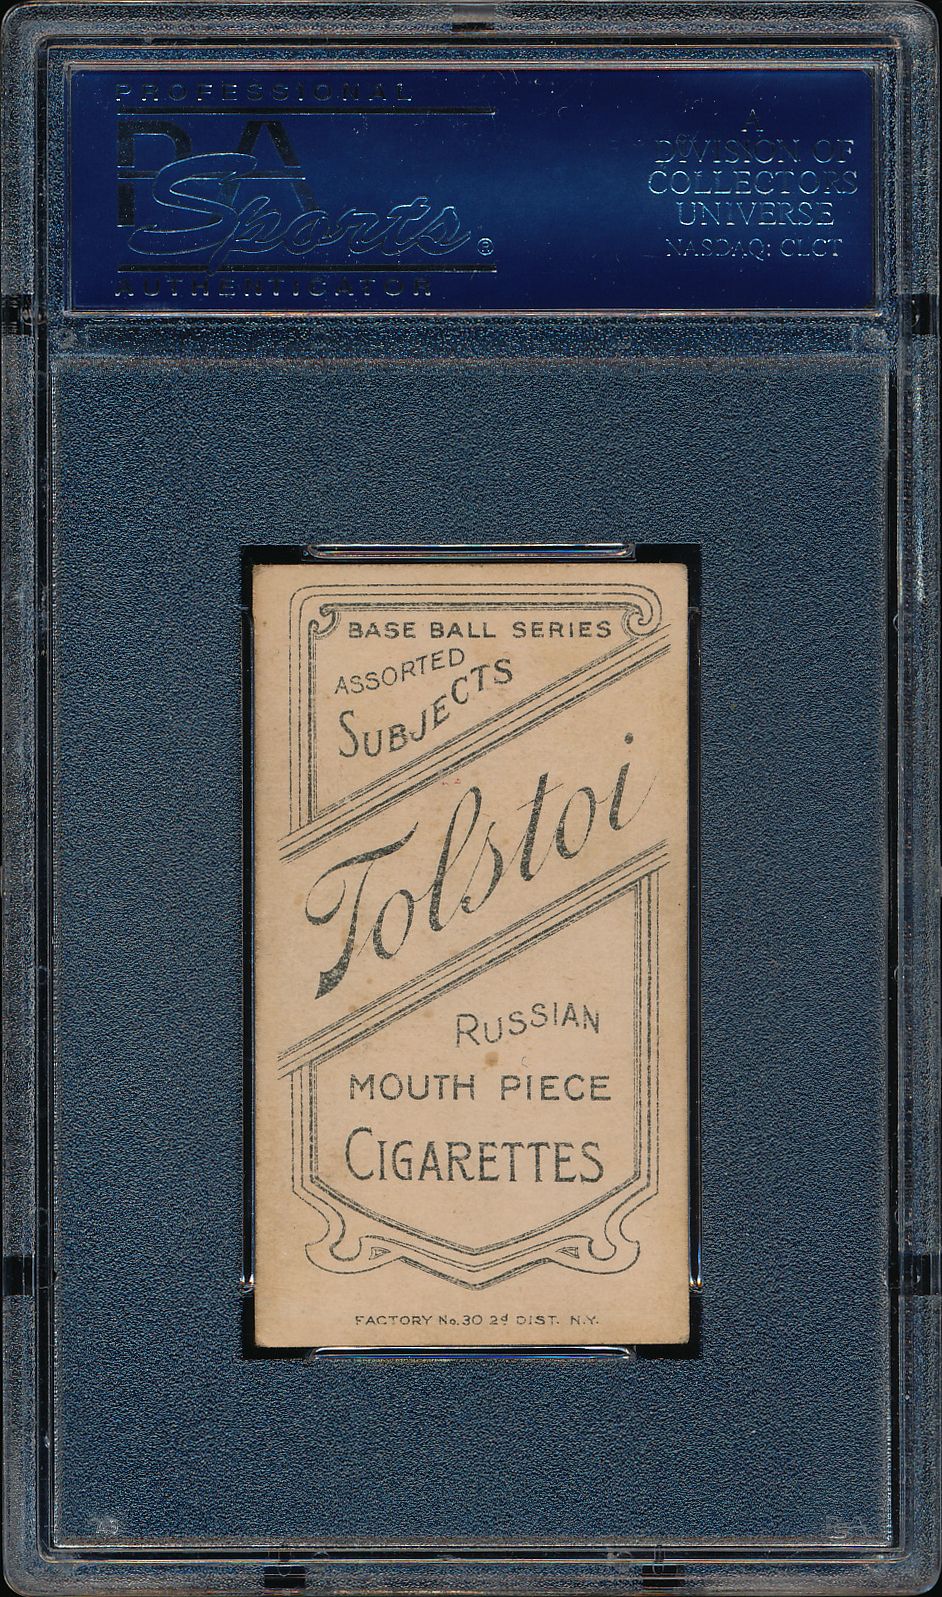 PROFESSIONAL
PSA
Sports®
AUTHENTICATOR
A
DIVISION OF
COLLECTORS
UNIVERSE
NASDAQ: CLCT
BASE BALL SERIES
ASSORTED
SUBJECTS
Tolstoi
RUSSIAN
MOUTH PIECE
CIGARETTES
FACTORY No. 30 2d DIST. N.Y.
PSA